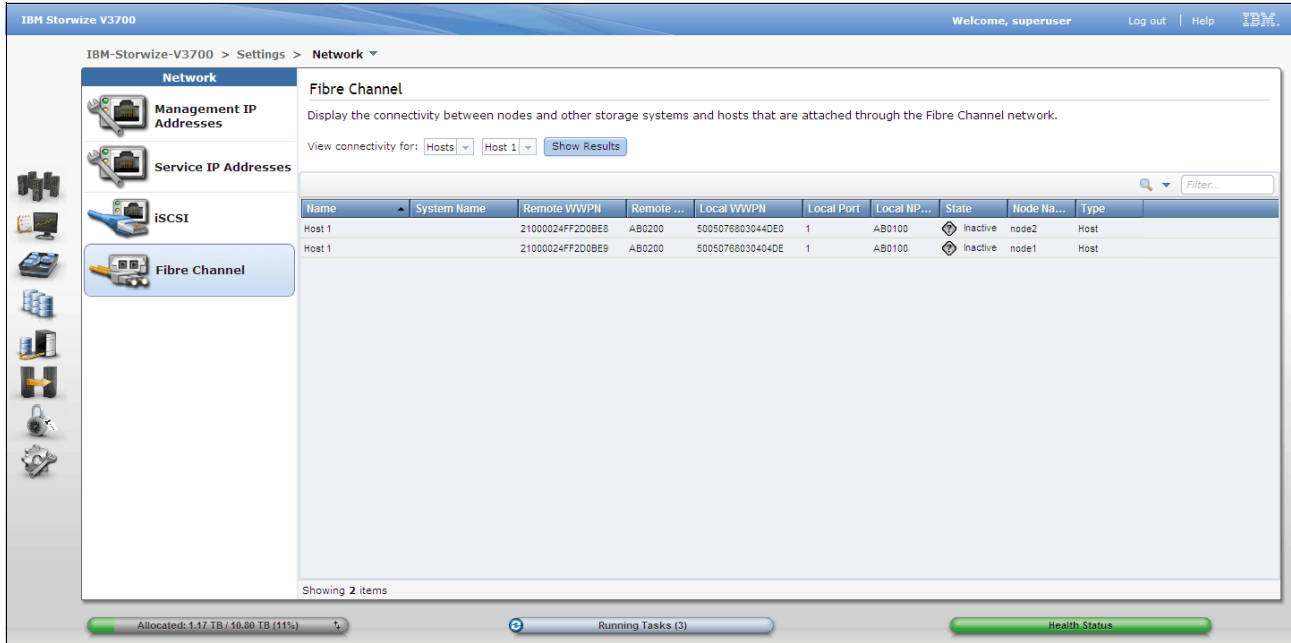 IBM Storwize V3700 Welcome, superuser Log out | Help IBM.
IBM-Storwize-V3700 > Settings > Network
Network
Management IP
Addresses
Service IP Addresses
iSCSI
Fibre Channel
Fibre Channel
Display the connectivity between nodes and other storage systems and hosts that are attached through the Fibre Channel network.
View connectivity for: Hosts Host 1 Show Results
Filter...
Name System Name Remote WWPN Remote ... Local WWPN Local Port Local NP... State Node Na... Type
Host 1 21000024FF2D0BE8 AB0200 5005076803044DE0 1 AB0100 Inactive node2 Host
Host 1 21000024FF2D0BE9 AB0200 50050768030404DE 1 AB0100 Inactive node1 Host
Showing 2 items
Allocated: 1.17 TB / 10.80 TB (11%) Running Tasks (3) Health Status